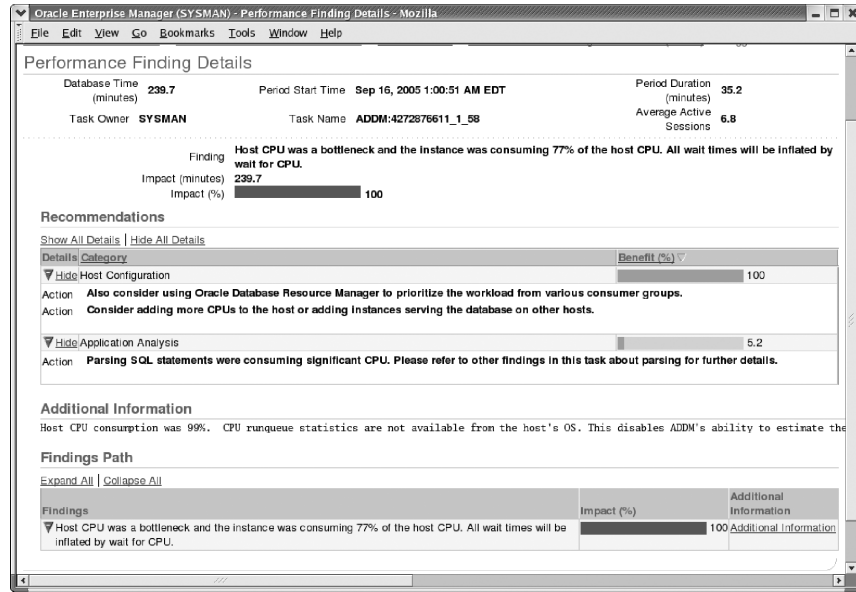 Oracle Enterprise Manager (SYSMAN) - Performance Finding Details - Mozilla
File Edit View Go Bookmarks Tools Window Help
Performance Finding Details
Database Time (minutes) 239.7 Period Start Time Sep 16, 2005 1:00:51 AM EDT Period Duration (minutes) 35.2
Task Owner SYSMAN Task Name ADDM:4272876611_1_58 Average Active Sessions 6.8
Finding Host CPU was a bottleneck and the instance was consuming 77% of the host CPU. All wait times will be inflated by
wait for CPU.
Impact (minutes) 239.7
Impact (%) 100
Recommendations
Show All Details | Hide All Details
Details Category Benefit (%)
Hide Host Configuration 100
Action Also consider using Oracle Database Resource Manager to prioritize the workload from various consumer groups.
Action Consider adding more CPUs to the host or adding instances serving the database on other hosts.
Hide Application Analysis 5.2
Action Parsing SQL statements were consuming significant CPU. Please refer to other findings in this task about parsing for further details.
Additional Information
Host CPU consumption was 99%. CPU runqueue statistics are not available from the host's OS. This disables ADDM's ability to estimate the
Findings Path
Expand All | Collapse All
Findings Impact (%) Additional Information
Host CPU was a bottleneck and the instance was consuming 77% of the host CPU. All wait times will be 100 Additional Information
inflated by wait for CPU.